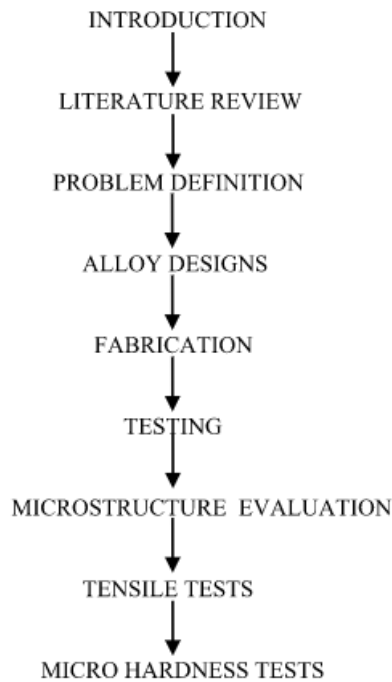 INTRODUCTION
LITERATURE REVIEW
PROBLEM DEFINITION
ALLOY DESIGNS
FABRICATION
TESTING
MICROSTRUCTURE EVALUATION
TENSILE TESTS
MICRO HARDNESS TESTS